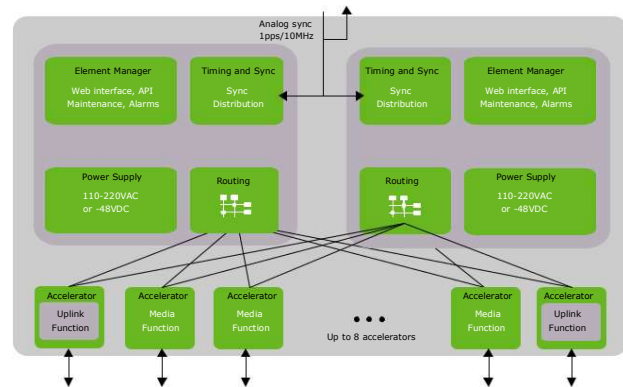 Analog sync
1pps/10MHz
Element Manager
Web interface, API
Maintenance, Alarms
Timing and Sync
Sync
Distribution
Timing and Sync
Sync
Distribution
Element Manager
Web interface, API
Maintenance, Alarms
Power Supply
110-220VAC
or -48VDC
Routing
Routing
Power Supply
110-220VAC
or -48VDC
Accelerator
Uplink
Function
Accelerator
Media
Function
Accelerator
Media
Function
Up to 8 accelerators
Accelerator
Media
Function
Accelerator
Uplink
Function